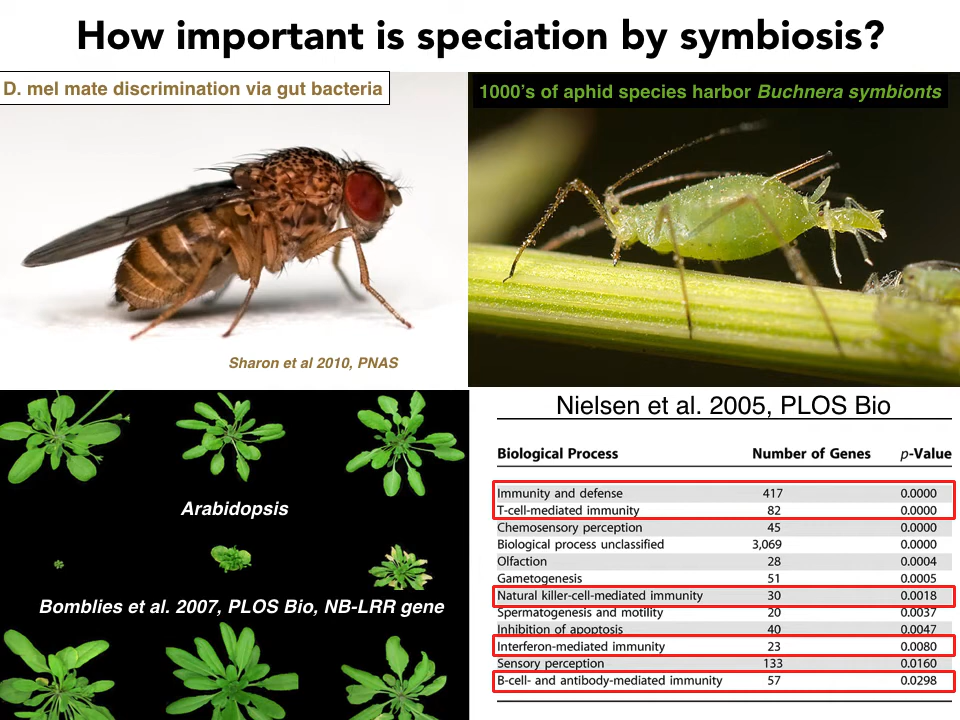 How important is speciation by symbiosis?
D. mel mate discrimination via gut bacteria
1000's of aphid species harbor Buchnera symbionts
Sharon et al 2010, PNAS
Arabidopsis
Bomblies et al. 2007, PLOS Bio, NB-LRR gene
Nielsen et al. 2005, PLOS Bio
Biological Process Number of Genes p-Value
Immunity and defense 417 0.0000
T-cell-mediated immunity 82 0.0000
Chemosensory perception 45 0.0000
Biological process unclassified 3,069 0.0000
Olfaction 28 0.0004
Gametogenesis 51 0.0005
Natural killer-cell-mediated immunity 30 0.0018
Spermatogenesis and motility 20 0.0037
Inhibition of apoptosis 40 0.0047
Interferon-mediated immunity 23 0.0080
Sensory perception 133 0.0160
B-cell- and antibody-mediated immunity 57 0.0298